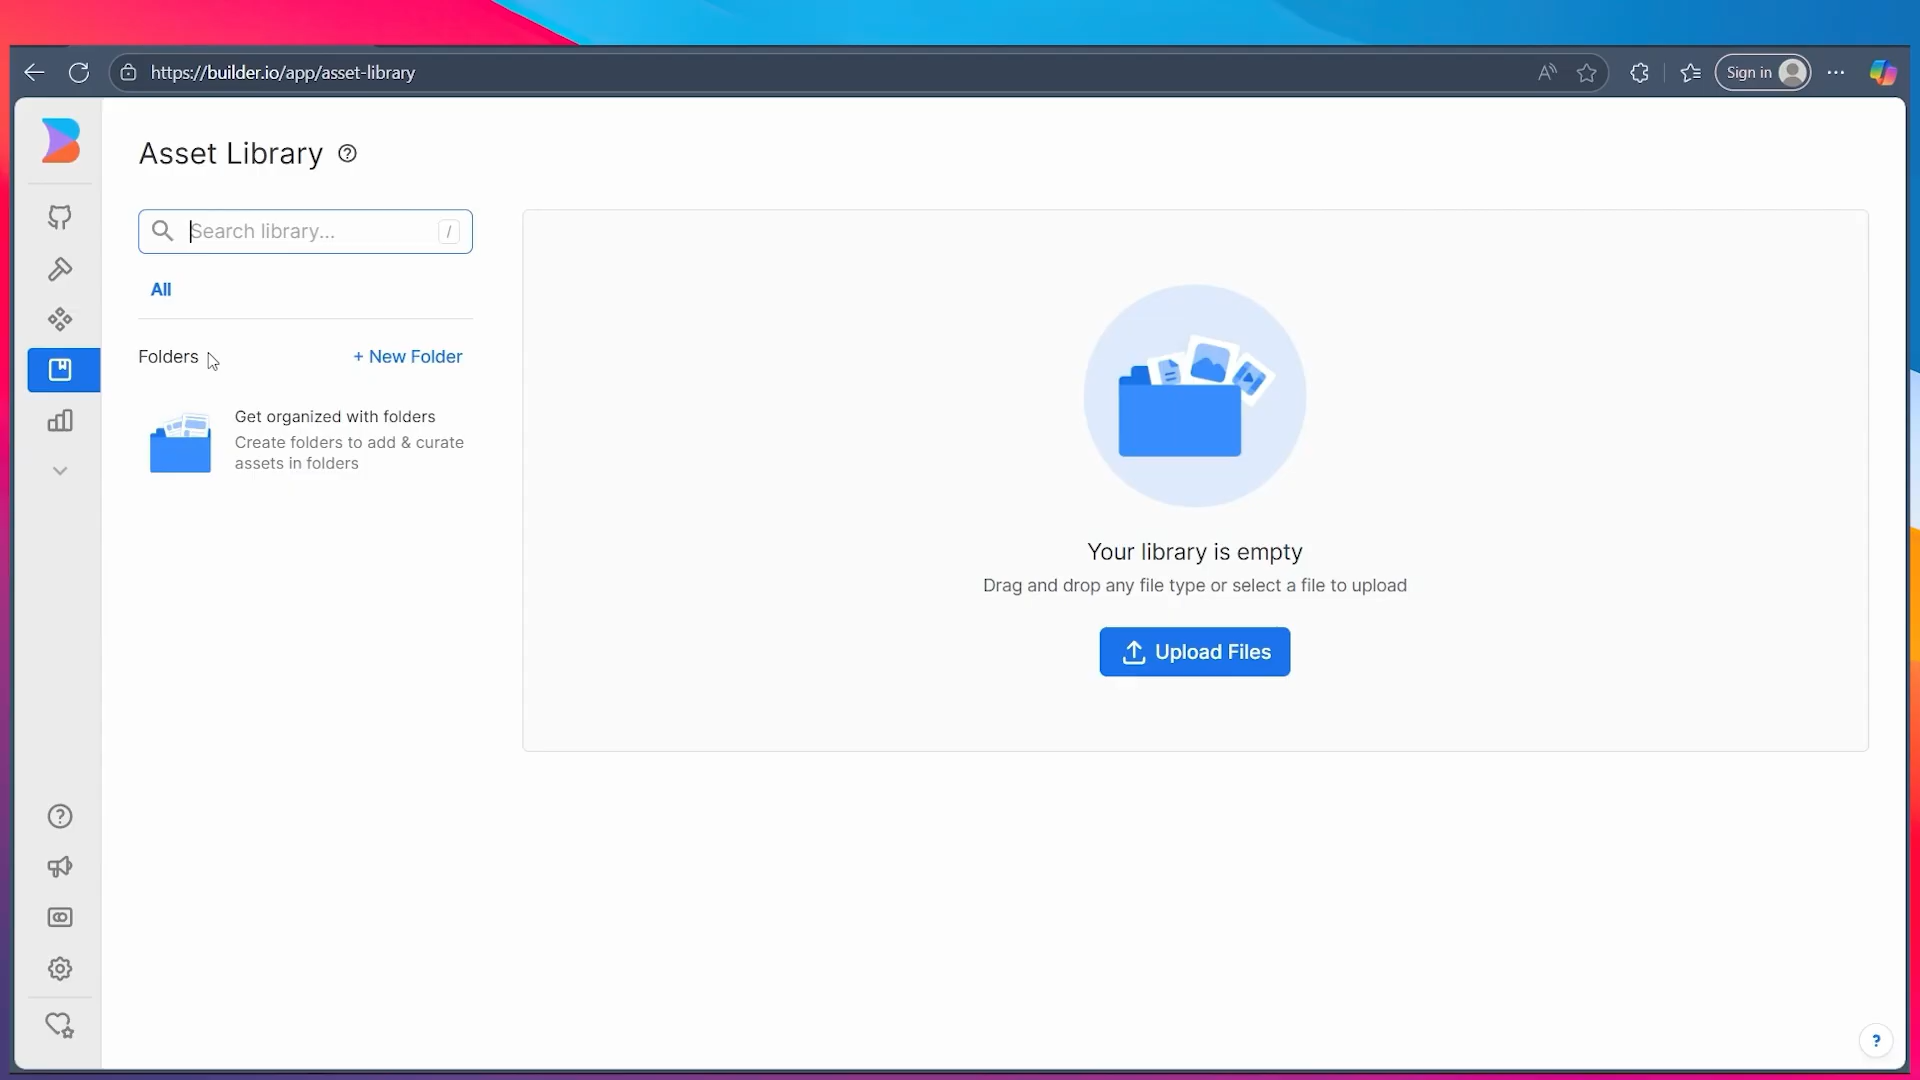 https://builder.io/app/asset-library
Sign in
Asset Library
Search library...
/
All
Folders
+ New Folder
Get organized with folders
Create folders to add & curate
assets in folders
Your library is empty
Drag and drop any file type or select a file to upload
Upload Files
?